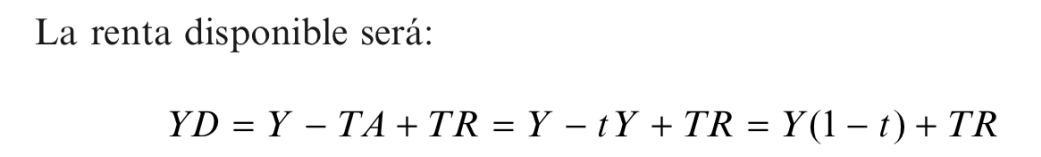 La renta disponible será:
YD = Y − TA + TR = Y − tY + TR = Y(1 − t) + TR